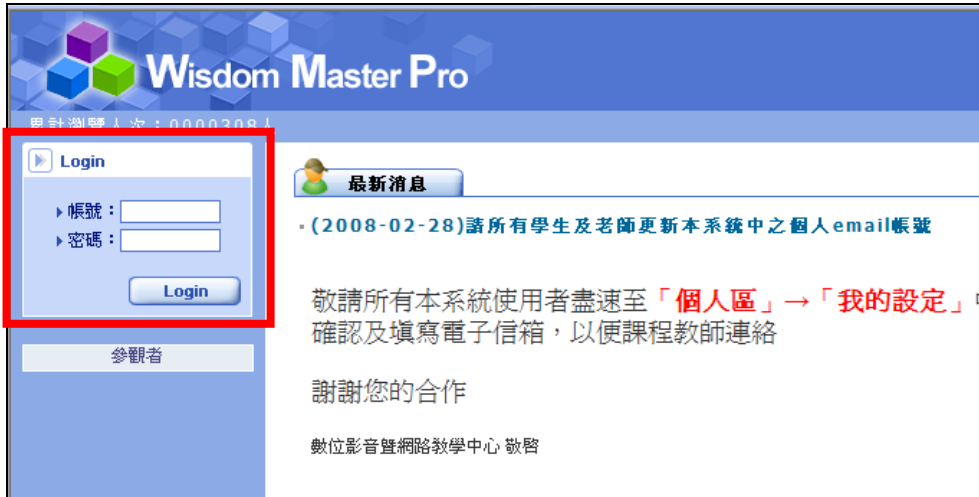 Wisdom Master Pro
累計瀏覽人次：0000308人
Login
帳號：
密碼：
Login
參觀者
最新消息
(2008-02-28)請所有學生及老師更新本系統中之個人email帳號
敬請所有本系統使用者盡速至「個人區」→「我的設定」中
確認及填寫電子信箱，以便課程教師連絡
謝謝您的合作
數位影音暨網路教學中心 敬啓